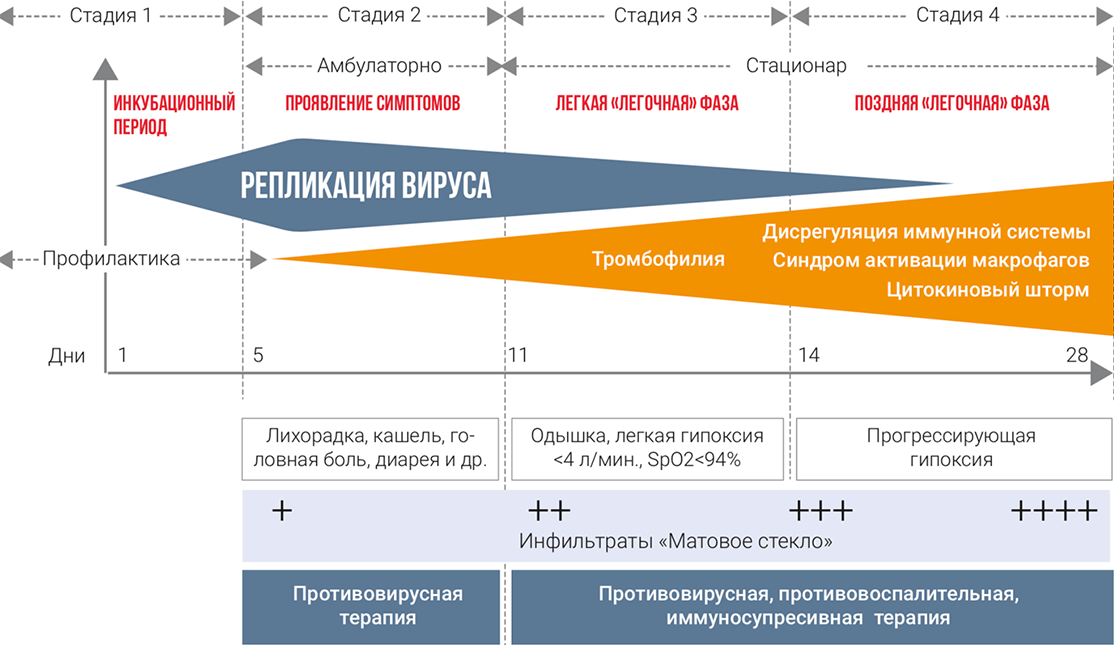 Стадия 1
Стадия 2
Стадия 3
Стадия 4
Амбулаторно
Стационар
ИНКУБАЦИОННЫЙ
ПЕРИОД
ПРОЯВЛЕНИЕ СИМПТОМОВ
ЛЕГКАЯ «ЛЕГОЧНАЯ» ФАЗА
ПОЗДНЯЯ «ЛЕГОЧНАЯ» ФАЗА
РЕПЛИКАЦИЯ ВИРУСА
Профилактика
Тромбофилия
Дисрегуляция иммунной системы
Синдром активации макрофагов
Цитокиновый шторм
Дни
1
5
11
14
28
Лихорадка, кашель, го-
ловная боль, диарея и др.
Одышка, легкая гипоксия
<4 л/мин., SpO2<94%
Прогрессирующая
гипоксия
+
++
+++
++++
Инфильтраты «Матовое стекло»
Противовирусная
терапия
Противовирусная, противовоспалительная,
иммуносупресивная терапия